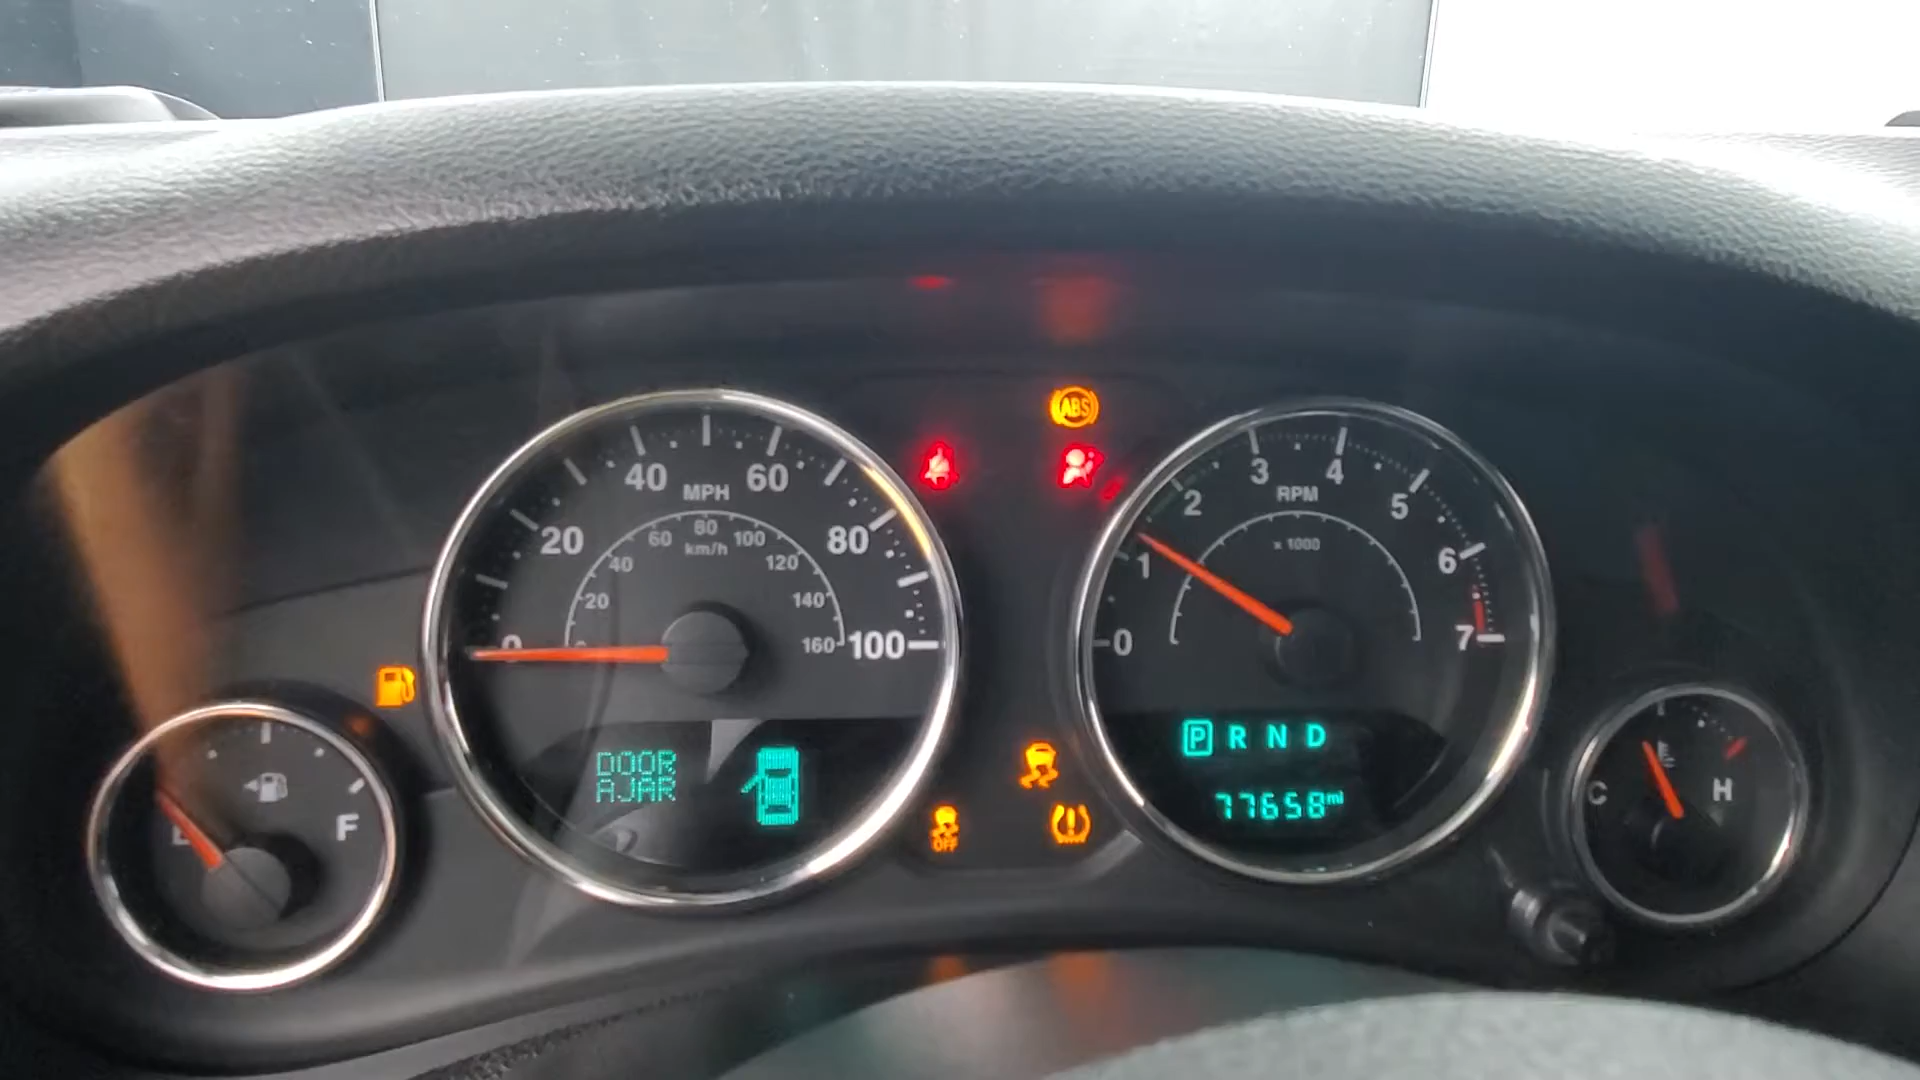 ABS
40 MPH 60
20 80
0 100
60 80 100
km/h
40 120
20 140
160
DOOR
AJAR
E F
OFF
3 4
2 RPM 5
x 1000
1 6
0 7
P R N D
77658mi
C H